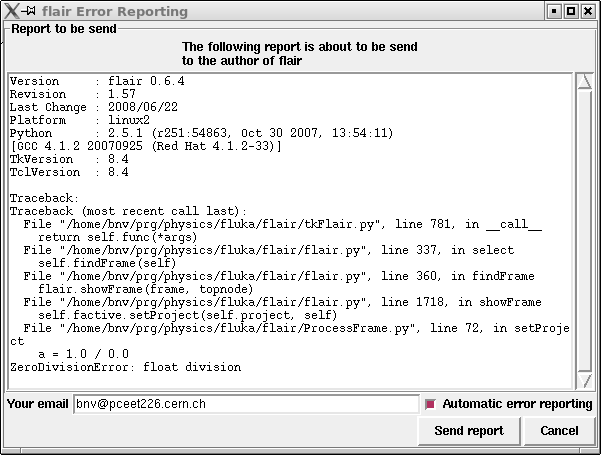 flair Error Reporting
Report to be send
The following report is about to be send
to the author of flair
Version     : flair 0.6.4
Revision    : 1.57
Last Change : 2008/06/22
Platform    : linux2
Python      : 2.5.1 (r251:54863, Oct 30 2007, 13:54:11)
[GCC 4.1.2 20070925 (Red Hat 4.1.2-33)]
TkVersion   : 8.4
TclVersion  : 8.4
Traceback:
Traceback (most recent call last):
  File "/home/bnv/prg/physics/fluka/flair/tkFlair.py", line 781, in __call__
    return self.func(*args)
  File "/home/bnv/prg/physics/fluka/flair/flair.py", line 337, in select
    self.findFrame(self)
  File "/home/bnv/prg/physics/fluka/flair/flair.py", line 360, in findFrame
    flair.showFrame(frame, topnode)
  File "/home/bnv/prg/physics/fluka/flair/flair.py", line 1718, in showFrame
    self.factive.setProject(self.project, self)
  File "/home/bnv/prg/physics/fluka/flair/ProcessFrame.py", line 72, in setProje
ct
    a = 1.0 / 0.0
ZeroDivisionError: float division
Your email bnv@pceet226.cern.ch Automatic error reporting
Send report Cancel